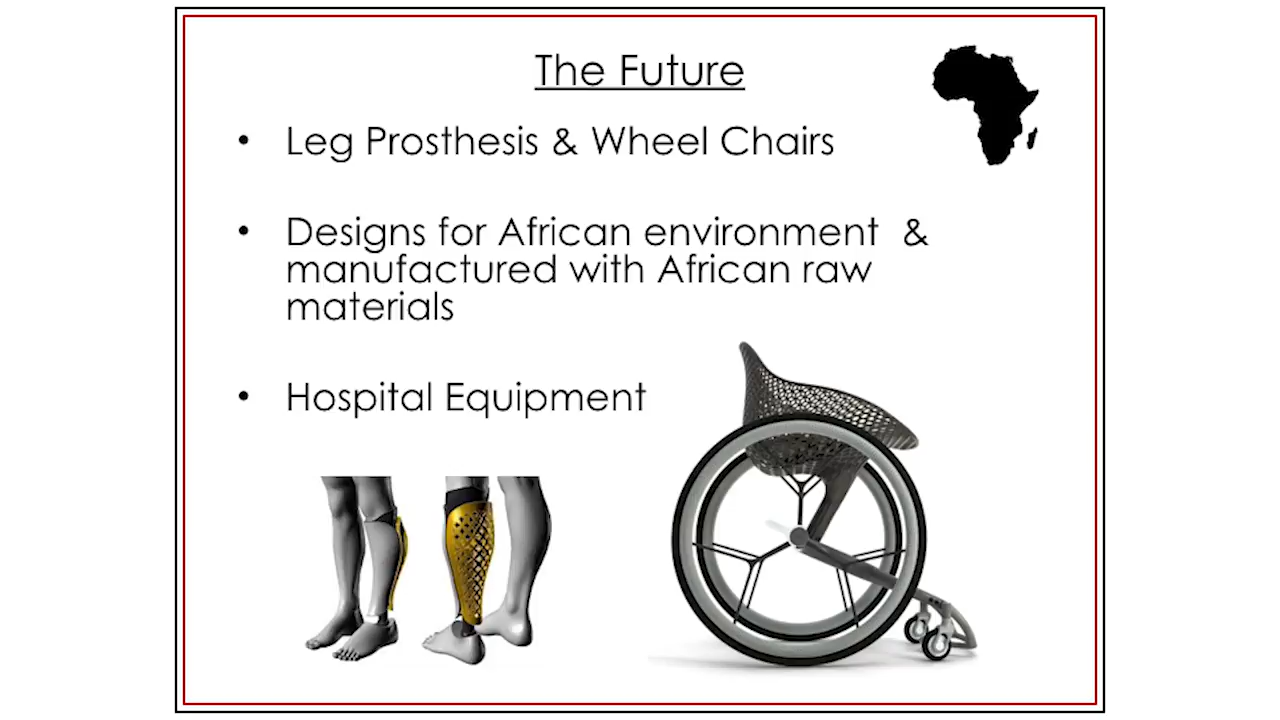 The Future
• Leg Prosthesis & Wheel Chairs
• Designs for African environment  &
manufactured with African raw
materials
• Hospital Equipment